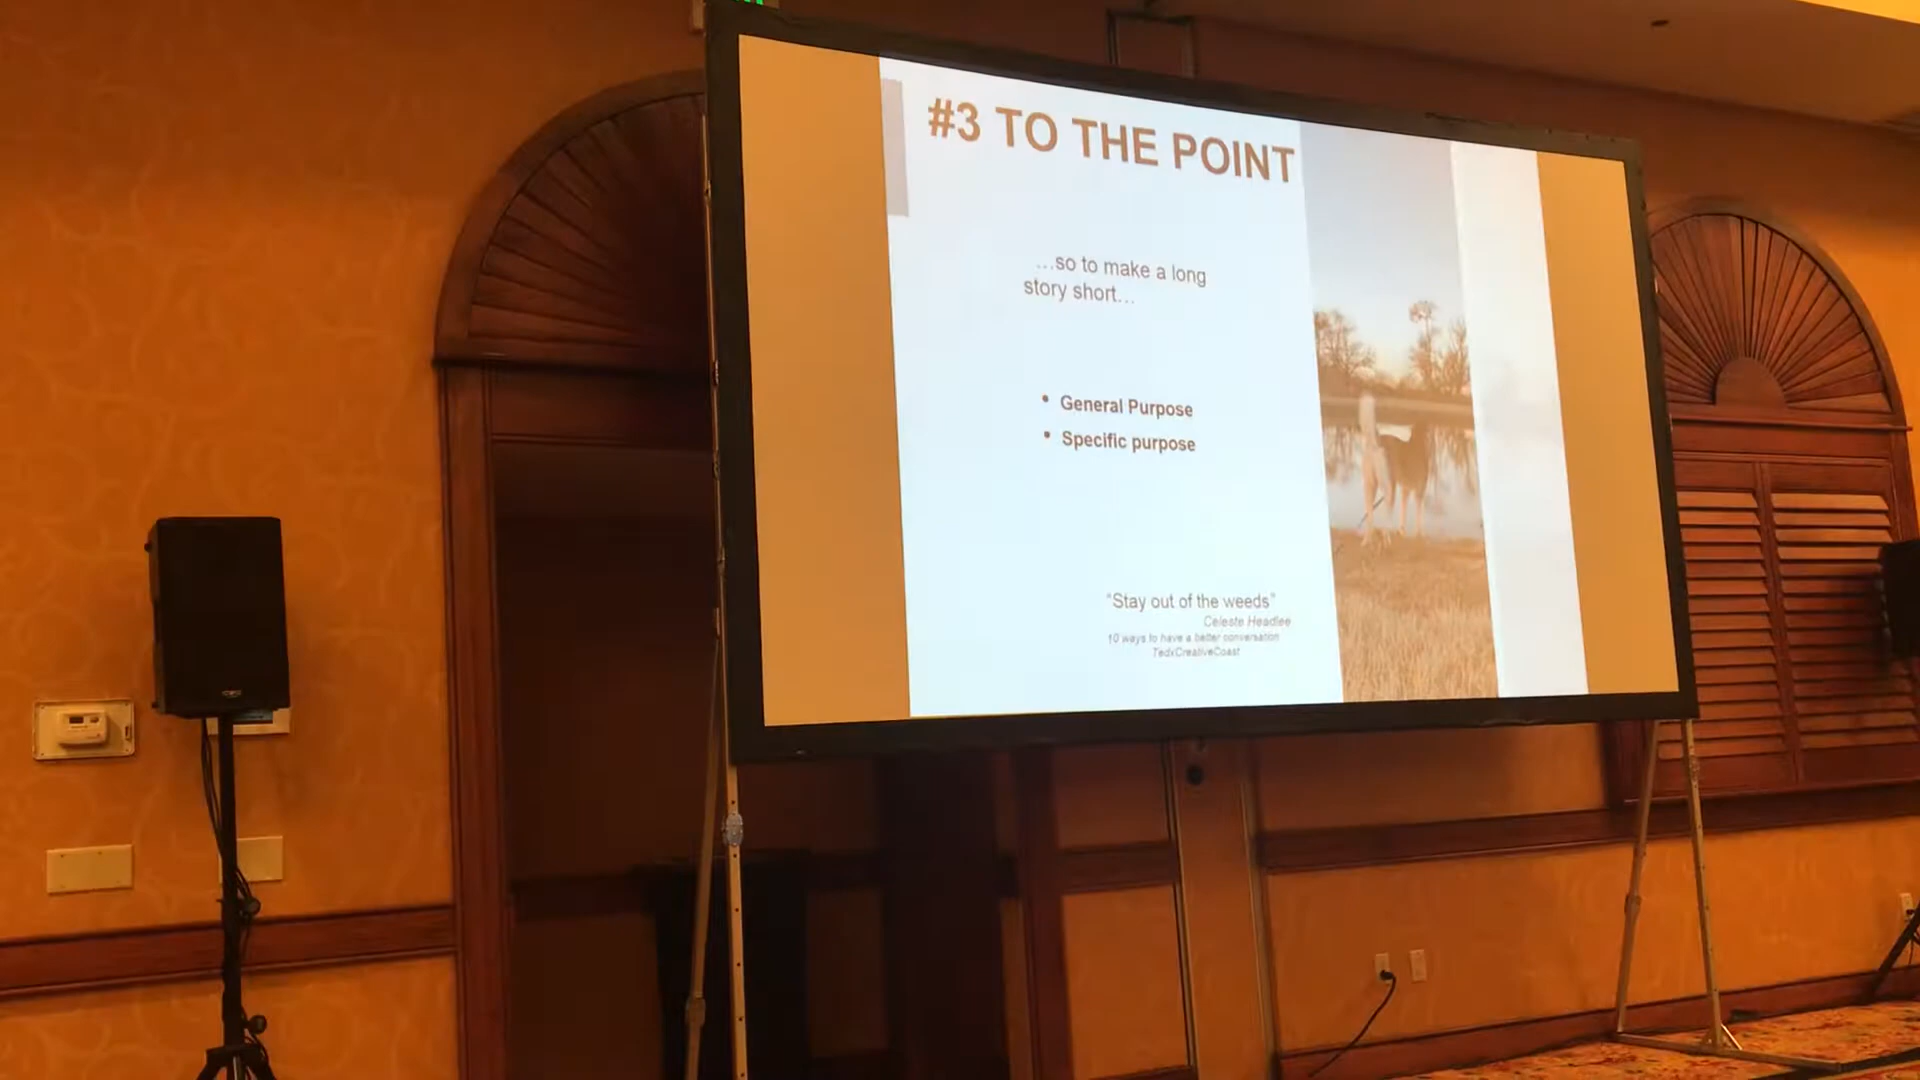 #3 TO THE POINT
…so to make a long
story short…
• General Purpose
• Specific purpose
“Stay out of the weeds”
Celeste Headlee
10 ways to have a better conversation
TedxCreativeCoast